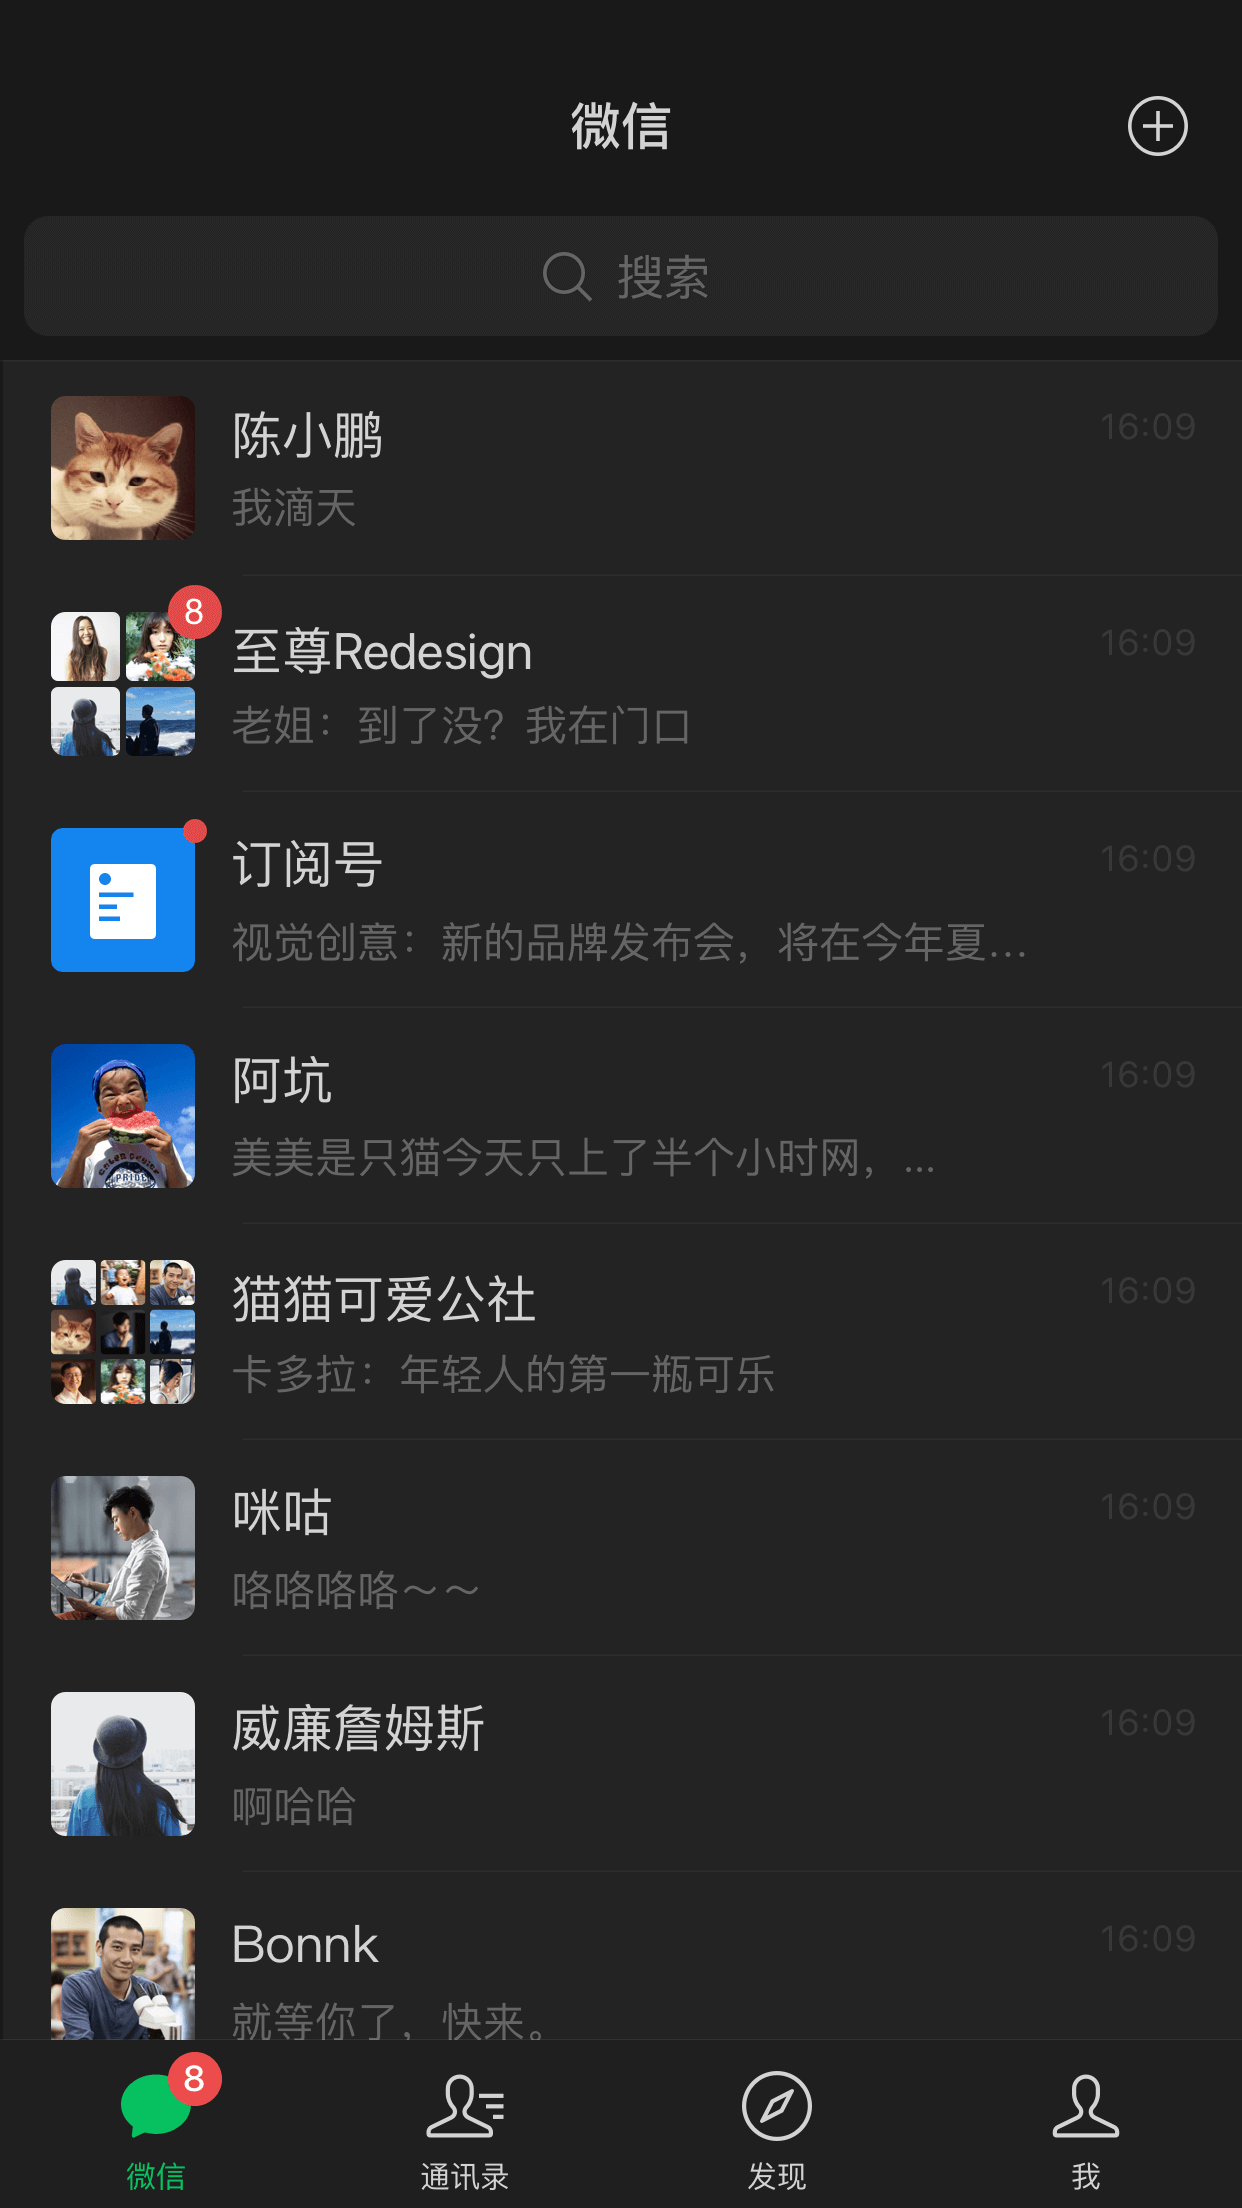 微信
搜索
陈小鹏
16:09
我滴天
8
至尊Redesign
16:09
老姐：到了没？我在门口
订阅号
16:09
视觉创意：新的品牌发布会，将在今年夏...
阿坑
16:09
美美是只猫今天只上了半个小时网，...
PRIDE
猫猫可爱公社
16:09
卡多拉：年轻人的第一瓶可乐
咪咕
16:09
咯咯咯咯～～
威廉詹姆斯
16:09
啊哈哈
Bonnk
16:09
就等你了，快来。
8
微信
通讯录
发现
我